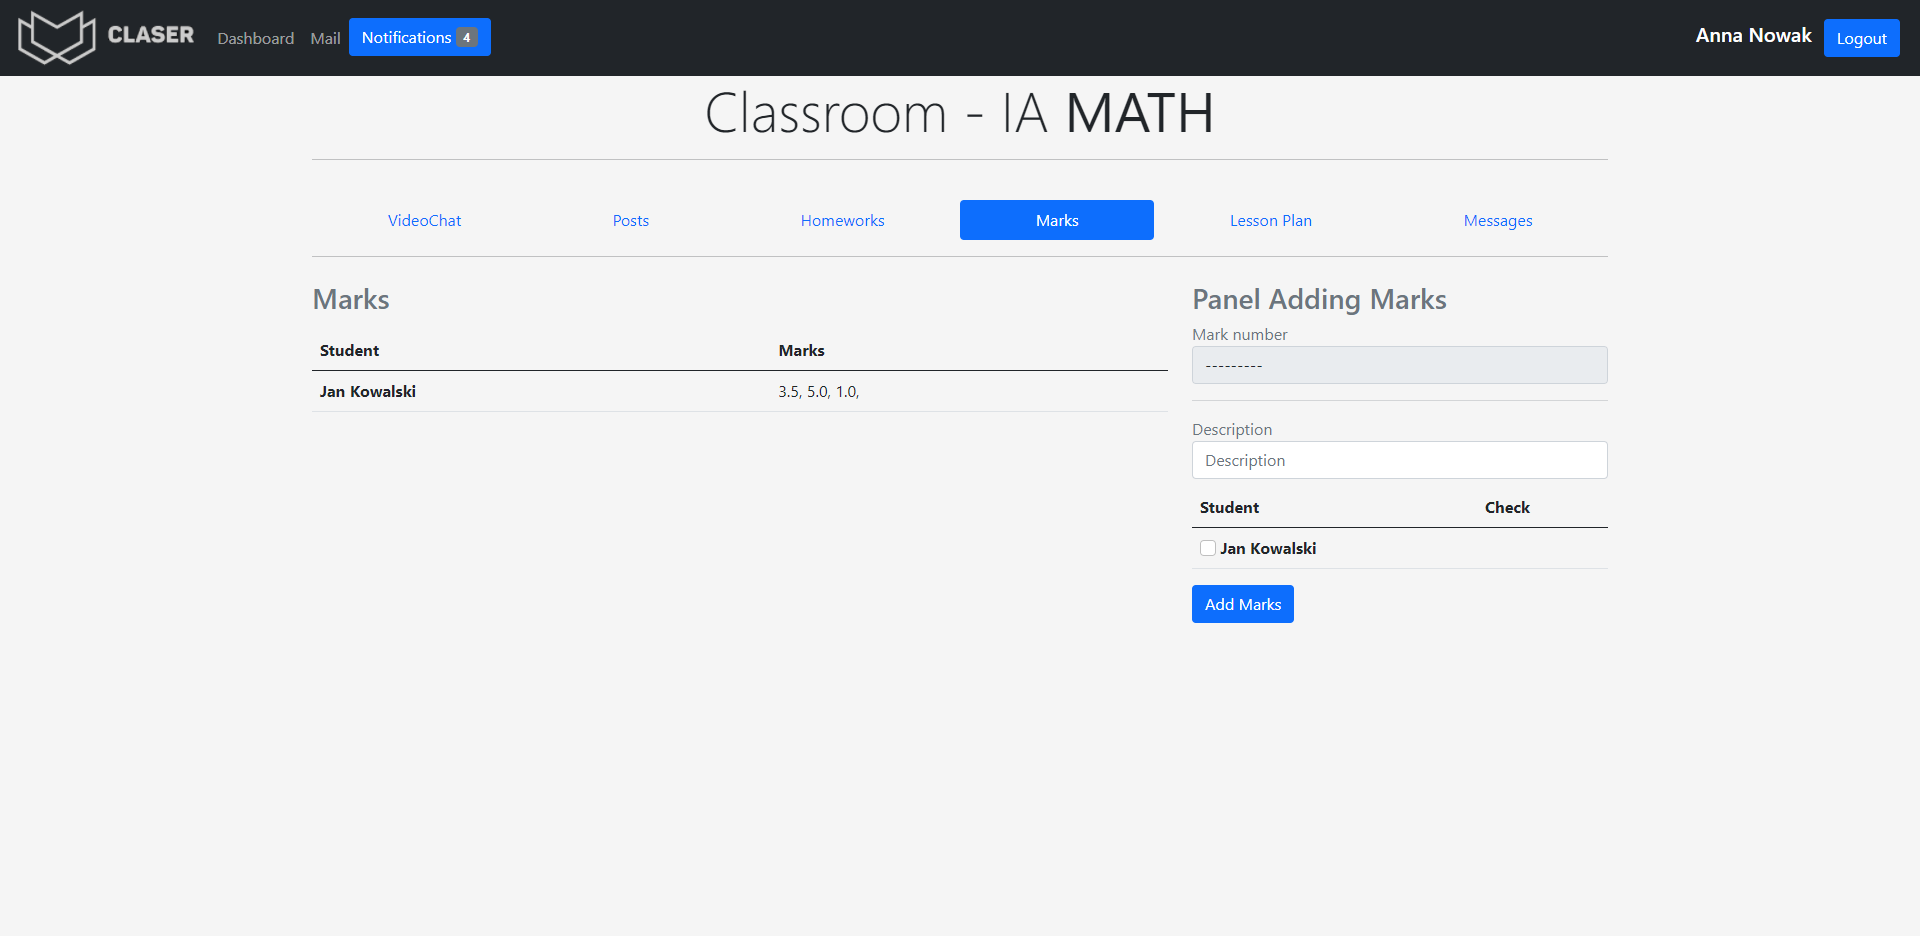 CLASER Dashboard Mail Notifications 4 Anna Nowak Logout
Classroom - IA MATH
VideoChat Posts Homeworks Marks Lesson Plan Messages
Marks
Student Marks
Jan Kowalski 3.5, 5.0, 1.0,
Panel Adding Marks
Mark number
---------
Description
Description
Student Check
Jan Kowalski
Add Marks